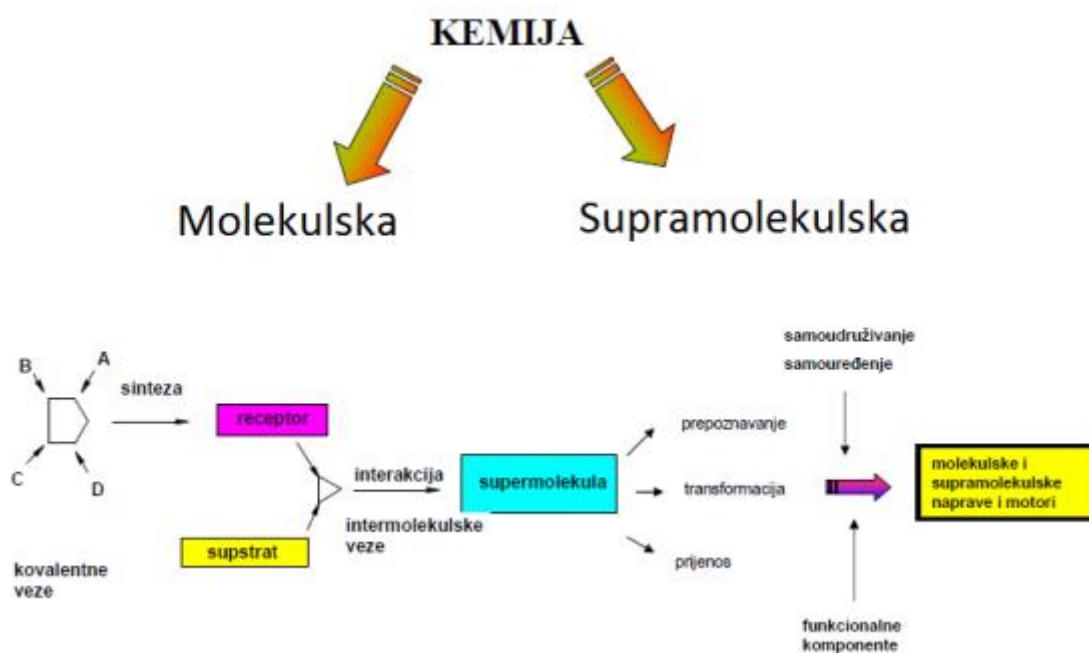 KEMIJA
Molekulska
Supramolekulska
B
A
C
D
sinteza
kovalentne
veze
receptor
supstrat
interakcija
intermolekulske
veze
supermolekula
prepoznavanje
transformacija
prijenos
samoudruživanje
samouređenje
funkcionalne
komponente
molekulske i
supramolekulske
naprave i motori